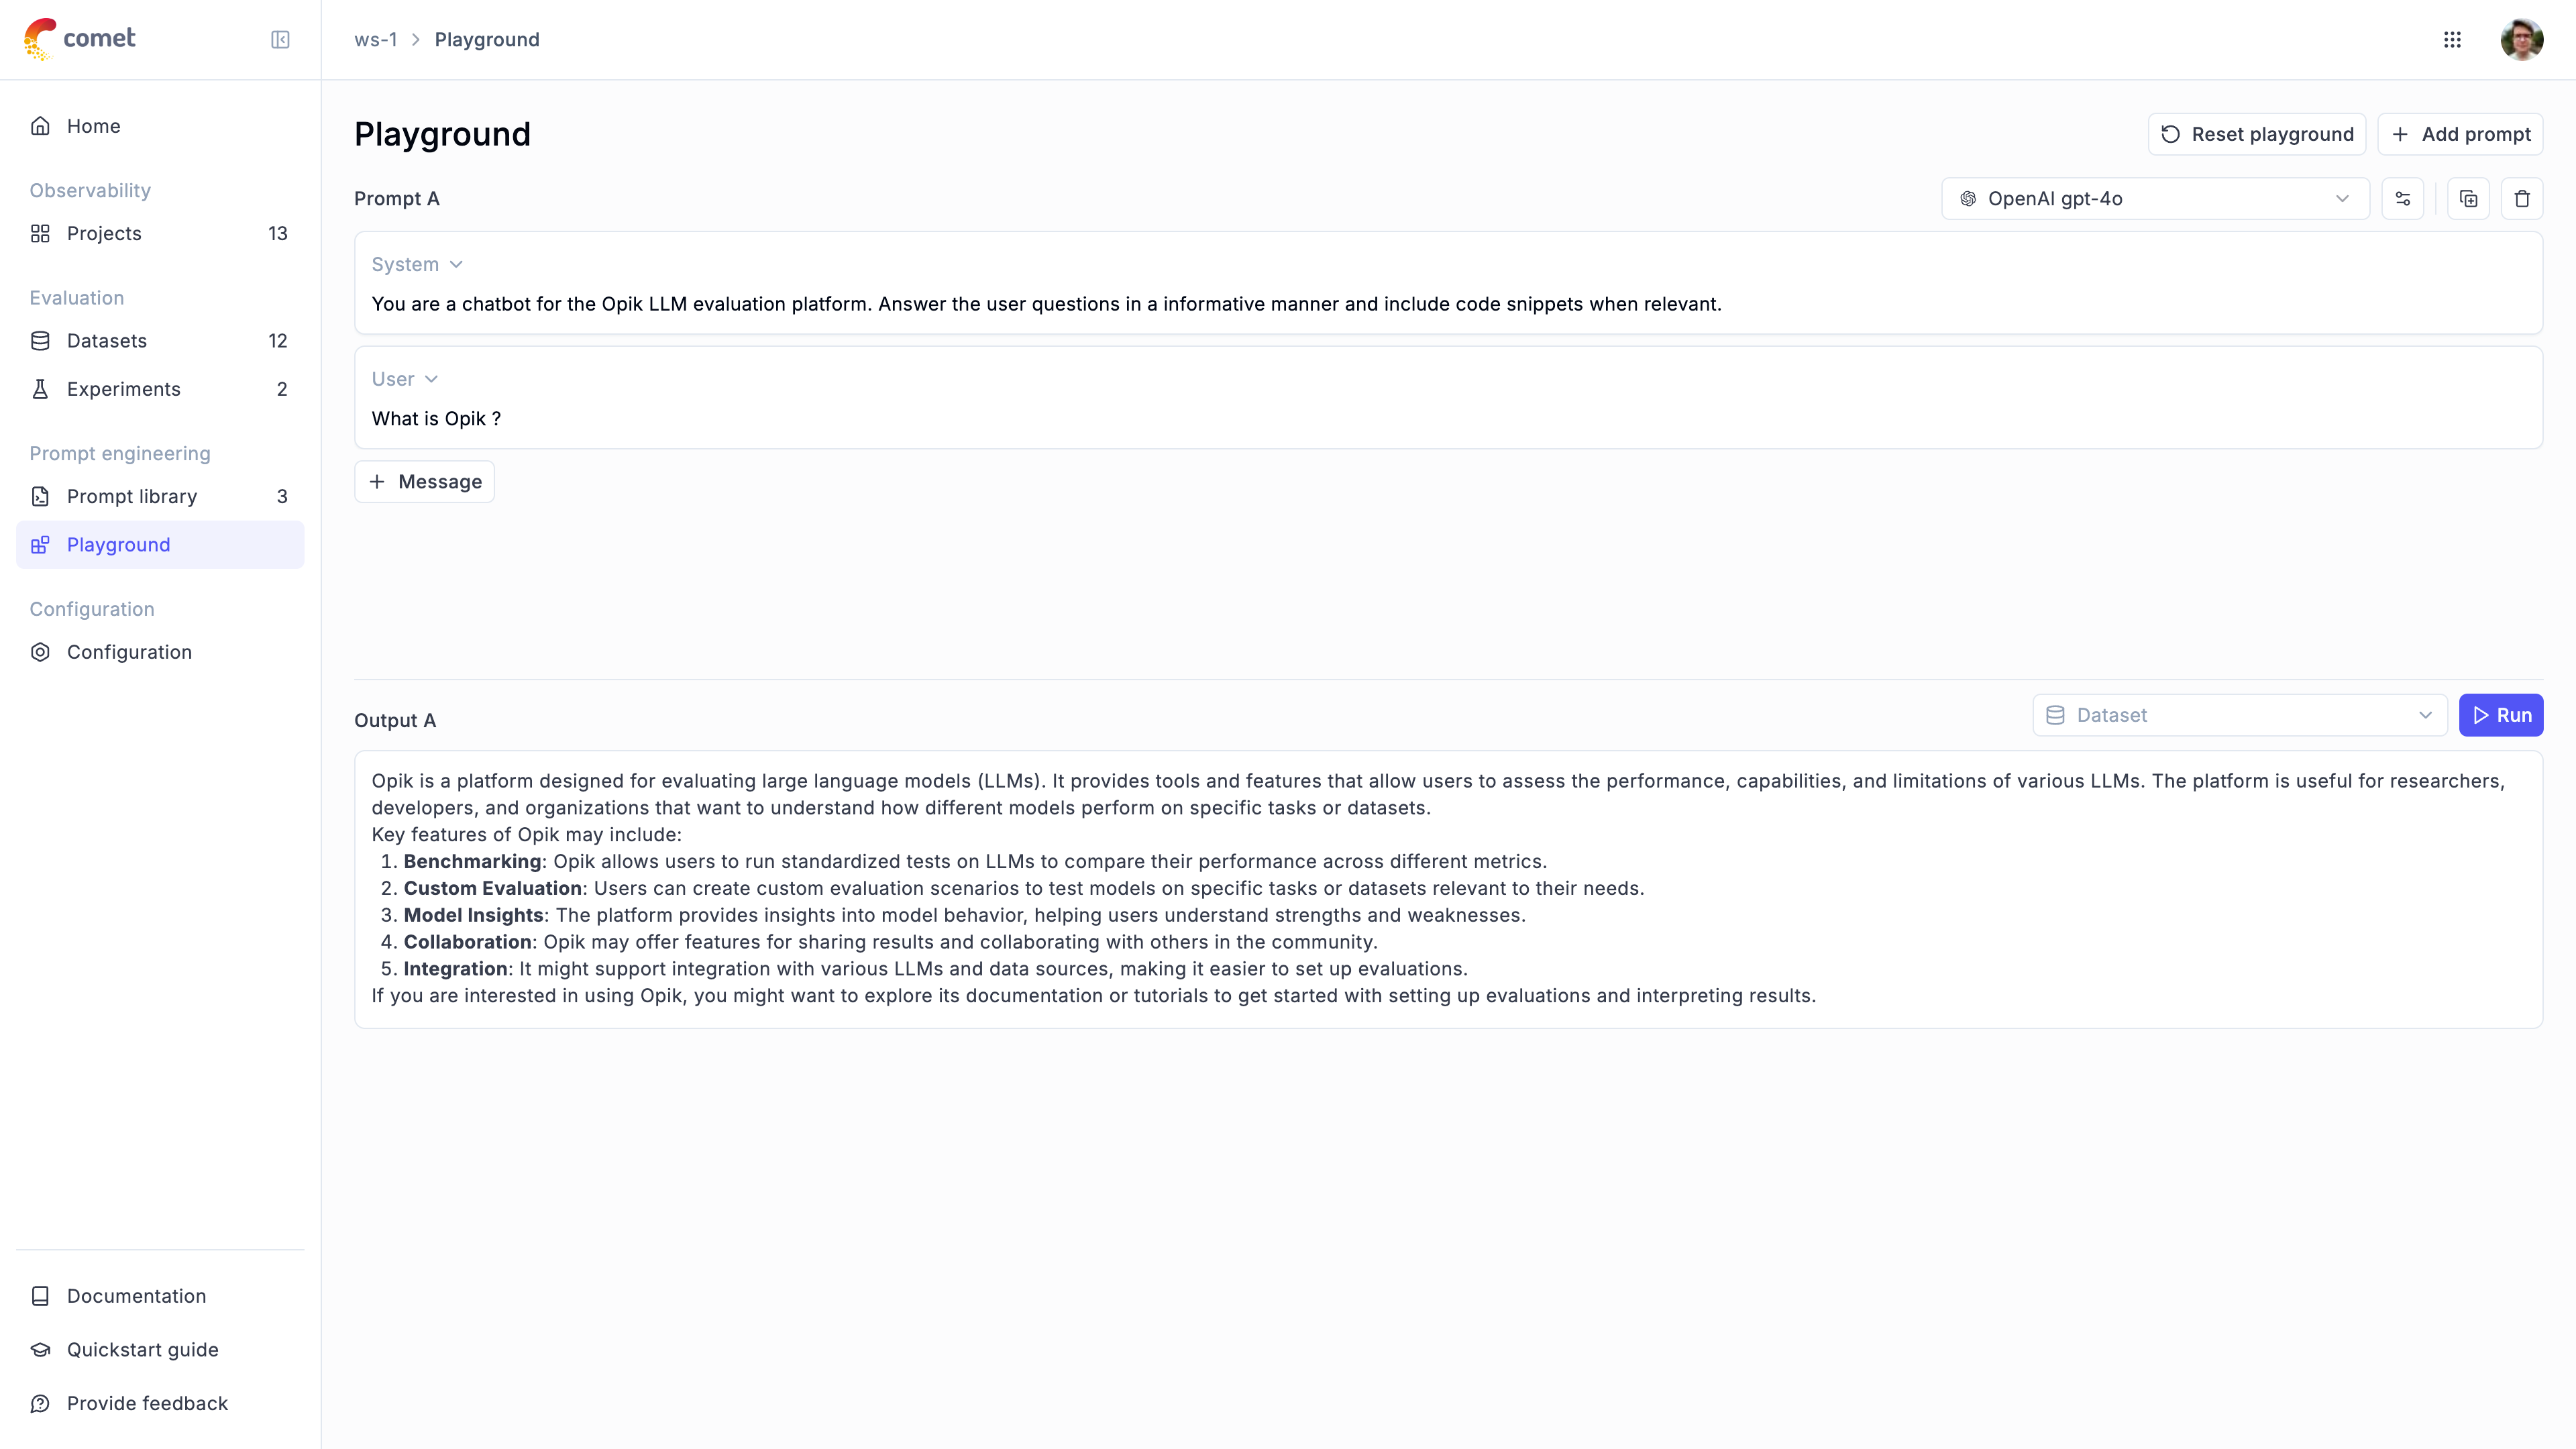 comet
ws-1 > Playground
Home
Observability
Projects 13
Evaluation
Datasets 12
Experiments 2
Prompt engineering
Prompt library 3
Playground
Configuration
Configuration
Documentation
Quickstart guide
Provide feedback
Playground
Reset playground
+ Add prompt
Prompt A
OpenAI gpt-4o
System
You are a chatbot for the Opik LLM evaluation platform. Answer the user questions in a informative manner and include code snippets when relevant.
User
What is Opik ?
+ Message
Output A
Dataset
Run
Opik is a platform designed for evaluating large language models (LLMs). It provides tools and features that allow users to assess the performance, capabilities, and limitations of various LLMs. The platform is useful for researchers,
developers, and organizations that want to understand how different models perform on specific tasks or datasets.
Key features of Opik may include:
1. Benchmarking: Opik allows users to run standardized tests on LLMs to compare their performance across different metrics.
2. Custom Evaluation: Users can create custom evaluation scenarios to test models on specific tasks or datasets relevant to their needs.
3. Model Insights: The platform provides insights into model behavior, helping users understand strengths and weaknesses.
4. Collaboration: Opik may offer features for sharing results and collaborating with others in the community.
5. Integration: It might support integration with various LLMs and data sources, making it easier to set up evaluations.
If you are interested in using Opik, you might want to explore its documentation or tutorials to get started with setting up evaluations and interpreting results.